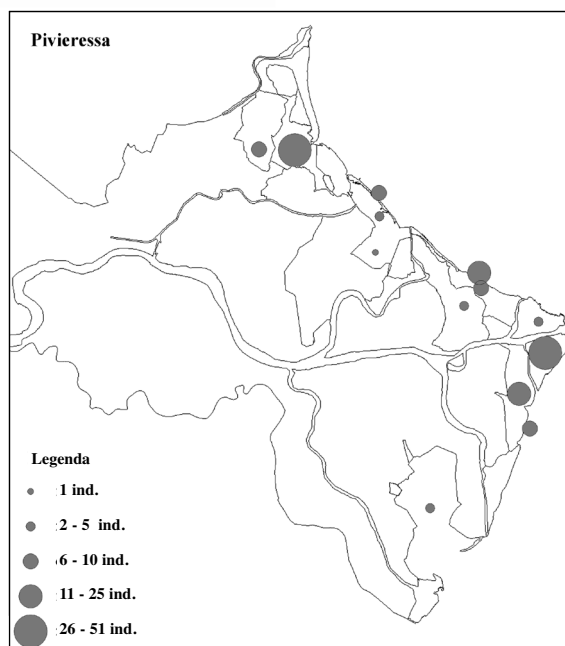 Pivieressa
Legenda
1 ind.
2 - 5 ind.
6 - 10 ind.
11 - 25 ind.
26 - 51 ind.